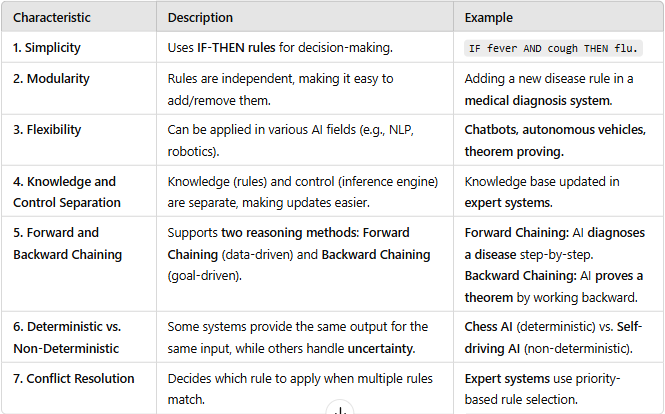 Characteristic Description Example
1. Simplicity Uses IF-THEN rules for decision-making. IF fever AND cough THEN flu.
2. Modularity Rules are independent, making it easy to Adding a new disease rule in a
add/remove them. medical diagnosis system.
3. Flexibility Can be applied in various AI fields (e.g., NLP, Chatbots, autonomous vehicles,
robotics). theorem proving.
4. Knowledge and Knowledge (rules) and control (inference engine) Knowledge base updated in
Control Separation are separate, making updates easier. expert systems.
5. Forward and Supports two reasoning methods: Forward Forward Chaining: AI diagnoses
Backward Chaining Chaining (data-driven) and Backward Chaining a disease step-by-step.
(goal-driven). Backward Chaining: AI proves a
theorem by working backward.
6. Deterministic vs. Some systems provide the same output for the Chess AI (deterministic) vs. Self-
Non-Deterministic same input, while others handle uncertainty. driving AI (non-deterministic).
7. Conflict Resolution Decides which rule to apply when multiple rules Expert systems use priority-
match. based rule selection.